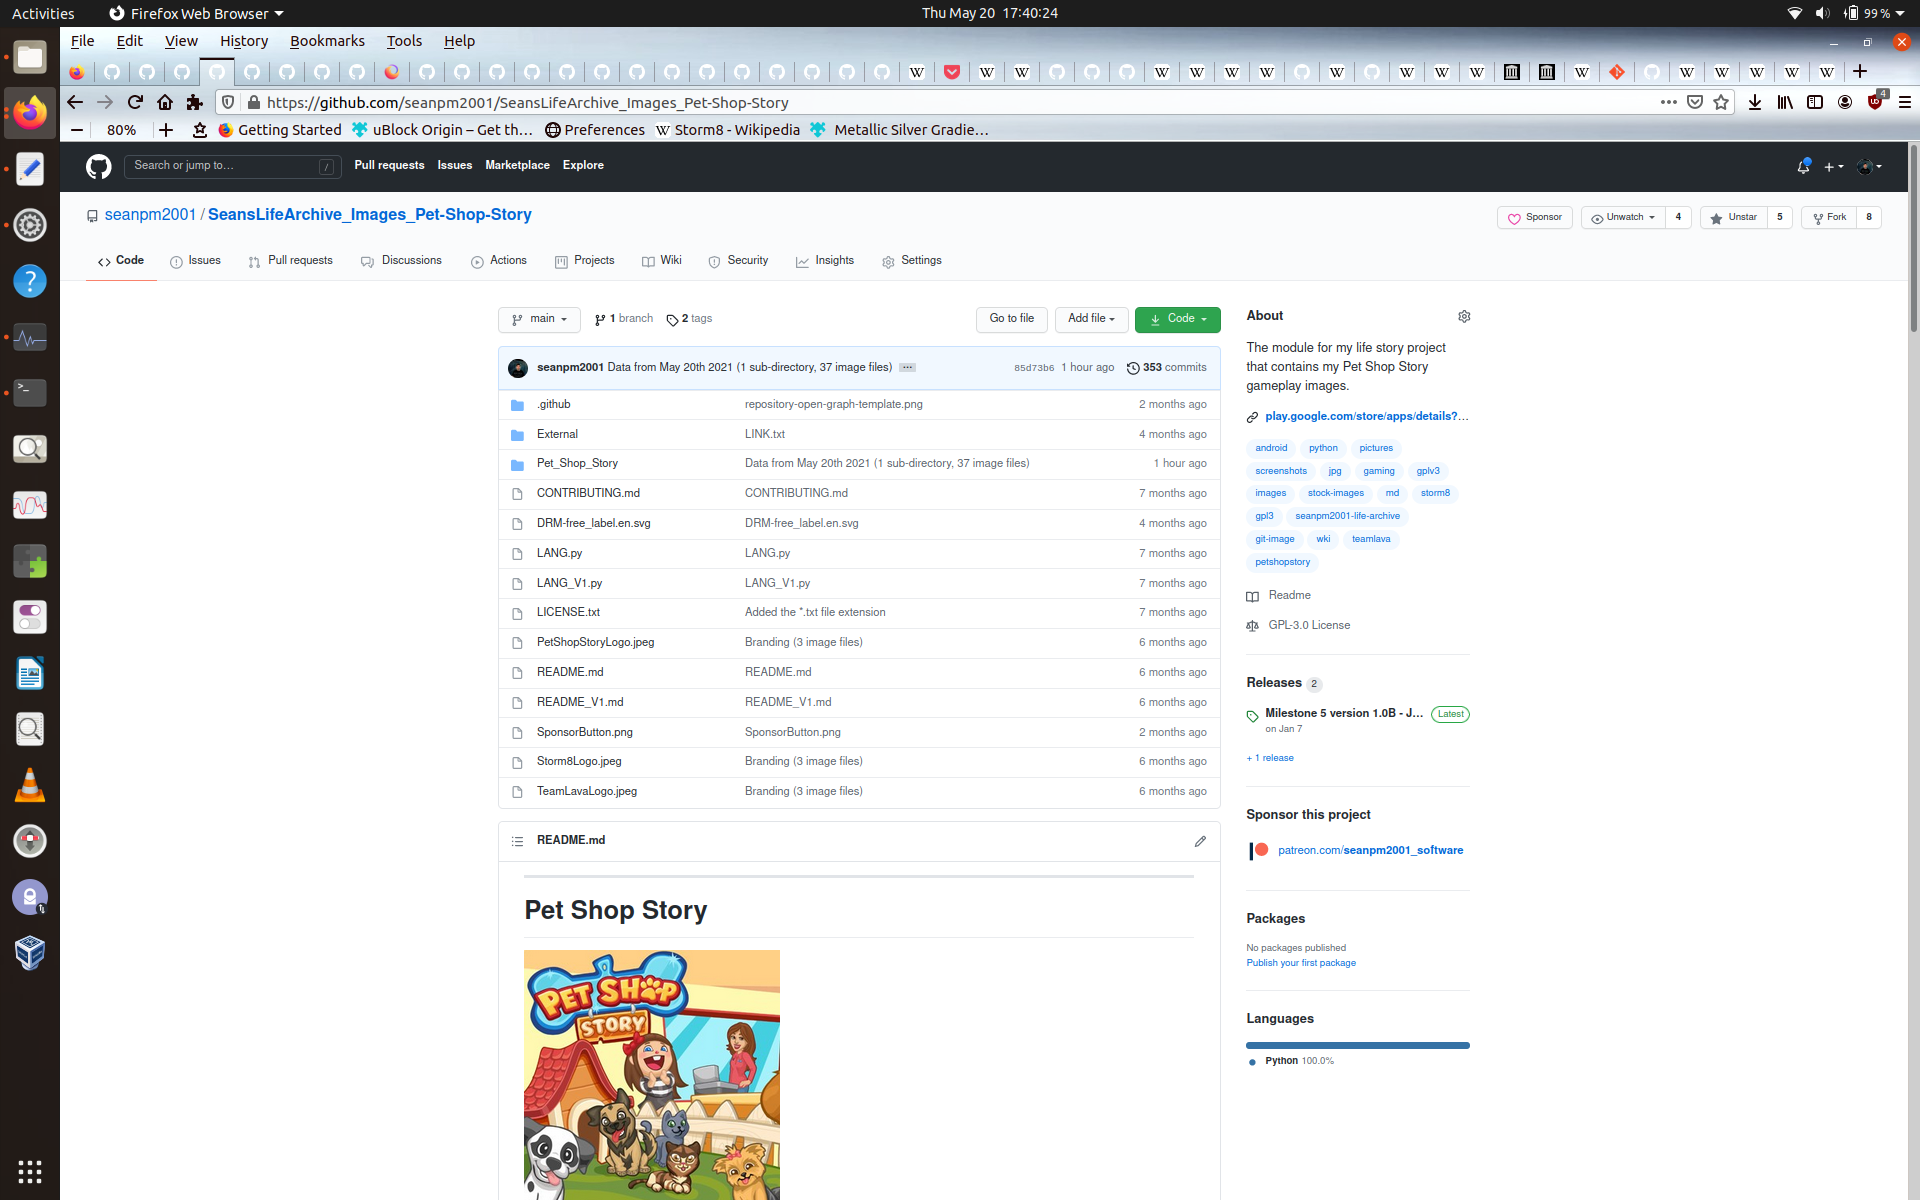 Activities Firefox Web Browser Thu May 20 17:40:24 99 %
File Edit View History Bookmarks Tools Help
https://github.com/seanpm2001/SeansLifeArchive_Images_Pet-Shop-Story 4
80% Getting Started uBlock Origin – Get th… Preferences Storm8 - Wikipedia Metallic Silver Gradie…
Search or jump to… / Pull requests Issues Marketplace Explore
seanpm2001 / SeansLifeArchive_Images_Pet-Shop-Story Sponsor Unwatch 4 Unstar 5 Fork 8
Code Issues Pull requests Discussions Actions Projects Wiki Security Insights Settings
main 1 branch 2 tags Go to file Add file Code
seanpm2001 Data from May 20th 2021 (1 sub-directory, 37 image files) 85d73b6 1 hour ago 353 commits
.github repository-open-graph-template.png 2 months ago
External LINK.txt 4 months ago
Pet_Shop_Story Data from May 20th 2021 (1 sub-directory, 37 image files) 1 hour ago
CONTRIBUTING.md CONTRIBUTING.md 7 months ago
DRM-free_label.en.svg DRM-free_label.en.svg 4 months ago
LANG.py LANG.py 7 months ago
LANG_V1.py LANG_V1.py 7 months ago
LICENSE.txt Added the *.txt file extension 7 months ago
PetShopStoryLogo.jpeg Branding (3 image files) 6 months ago
README.md README.md 6 months ago
README_V1.md README_V1.md 6 months ago
SponsorButton.png SponsorButton.png 2 months ago
Storm8Logo.jpeg Branding (3 image files) 6 months ago
TeamLavaLogo.jpeg Branding (3 image files) 6 months ago
README.md
Pet Shop Story
PET SHOP
STORY
About
The module for my life story project
that contains my Pet Shop Story
gameplay images.
play.google.com/store/apps/details?…
android python pictures
screenshots jpg gaming gplv3
images stock-images md storm8
gpl3 seanpm2001-life-archive
git-image wki teamlava
petshopstory
Readme
GPL-3.0 License
Releases 2
Milestone 5 version 1.0B - J… Latest
on Jan 7
+ 1 release
Sponsor this project
patreon.com/seanpm2001_software
Packages
No packages published
Publish your first package
Languages
Python 100.0%